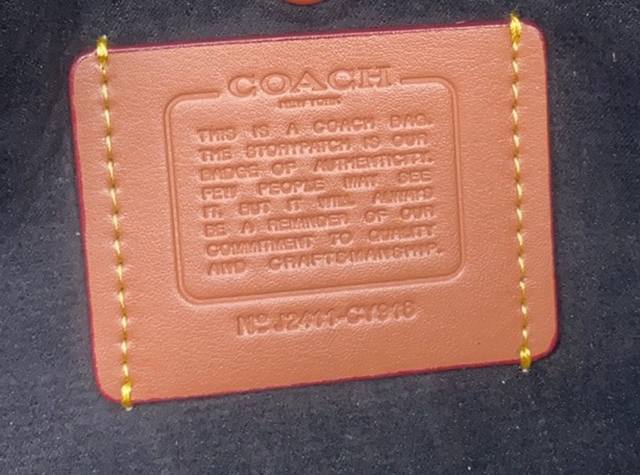 COACH
NEW YORK
THIS IS A COACH BAG.
THE STORYPATCH IS OUR
BADGE OF AUTHENTICITY.
FEW PEOPLE MAY SEE
IT BUT IT WILL ALWAYS
BE A REMINDER OF OUR
COMMITMENT TO QUALITY
AND CRAFTSMANSHIP.